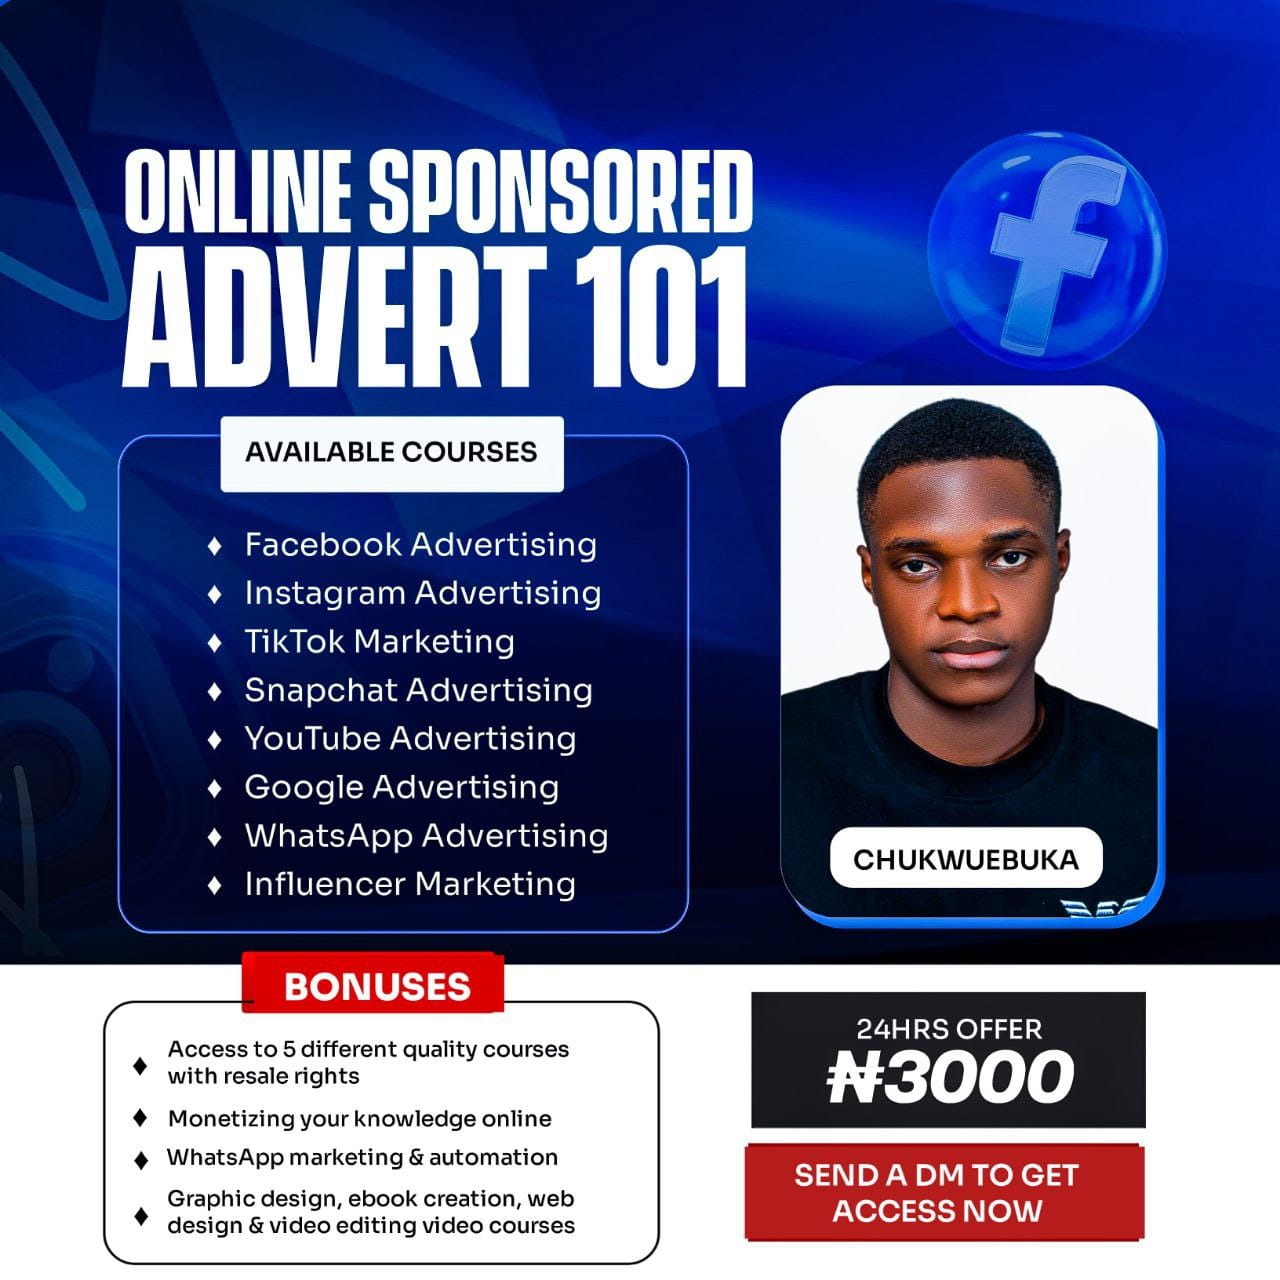 ONLINE SPONSORED
ADVERT 101
AVAILABLE COURSES
♦ Facebook Advertising
♦ Instagram Advertising
♦ TikTok Marketing
♦ Snapchat Advertising
♦ YouTube Advertising
♦ Google Advertising
♦ WhatsApp Advertising
♦ Influencer Marketing
f
CHUKWUEBUKA
BONUSES
♦ Access to 5 different quality courses
with resale rights
♦ Monetizing your knowledge online
♦ WhatsApp marketing & automation
♦ Graphic design, ebook creation, web
design & video editing video courses
24HRS OFFER
₦3000
SEND A DM TO GET
ACCESS NOW